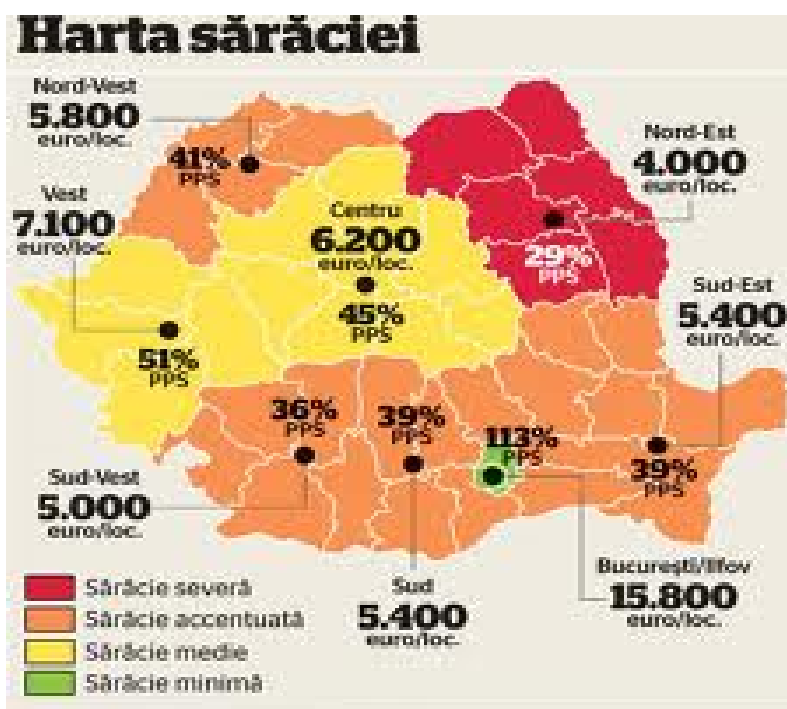 Harta sărăciei
Nord-Vest
5.800
euro/loc.
41%
PPS
Vest
7.100
euro/loc.
51%
PPS
Centru
6.200
euro/loc.
45%
PPS
Nord-Est
4.000
euro/loc.
29%
PPS
Sud-Est
5.400
euro/loc.
39%
PPS
36%
PPS
39%
PPS
113%
PPS
Sud-Vest
5.000
euro/loc.
Sud
5.400
euro/loc.
București/Ilfov
15.800
euro/loc.
Sărăcie severă
Sărăcie accentuată
Sărăcie medie
Sărăcie minimă